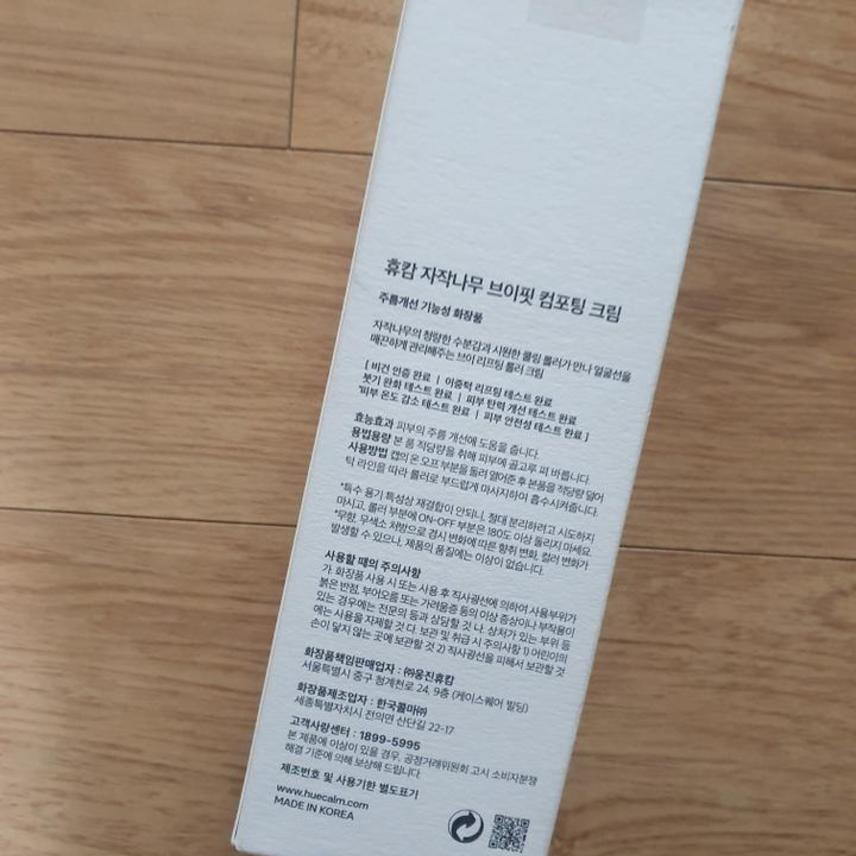 휴캄 자작나무 브이핏 컴포팅 크림
주름개선 기능성 화장품
자작나무의 청량한 수분감과 시원한 쿨링 롤러가 만나 얼굴선을
매끈하게 관리해주는 브이 리프팅 롤러 크림
[ 비건 인증 완료 | 이중턱 리프팅 테스트 완료
붓기 완화 테스트 완료 | 피부 탄력 개선 테스트 완료
*피부 온도 감소 테스트 완료 | 피부 안전성 테스트 완료 ]
효능효과 피부의 주름 개선에 도움을 줍니다.
용법용량 본 품 적당량을 취해 피부에 골고루 펴 바릅니다.
사용방법 캡의 온 오프 부분을 돌려 열어준 후 본품을 적당량 덜어
턱 라인을 따라 롤러로 부드럽게 마사지하여 흡수시켜줍니다.
*특수 용기 특성상 재결합이 안되니, 절대 분리하려고 시도하지
마시고, 롤러 부분에 ON-OFF 부분은 180도 이상 돌리지 마세요.
*무향, 무색소 처방으로 경시 변화에 따른 향취 변화, 컬러 변화가
발생할 수 있으나, 제품의 품질에는 이상이 없습니다.
사용할 때의 주의사항
가. 화장품 사용 시 또는 사용 후 직사광선에 의하여 사용부위가
붉은 반점, 부어오름 또는 가려움증 등의 이상 증상이나 부작용이
있는 경우에는 전문의 등과 상담할 것 나. 상처가 있는 부위 등
에는 사용을 자제할 것 다. 보관 및 취급 시 주의사항 1) 어린이의
손이 닿지 않는 곳에 보관할 것 2) 직사광선을 피해서 보관할 것
화장품책임판매업자 : ㈜웅진휴캄
서울특별시 중구 청계천로 24, 9층 (케이스퀘어 빌딩)
화장품제조업자 : 한국콜마㈜
세종특별자치시 전의면 산단길 22-17
고객사랑센터 : 1899-5995
본 제품에 이상이 있을 경우, 공정거래위원회 고시 소비자분쟁
해결 기준에 의해 보상해 드립니다.
제조번호 및 사용기한 별도표기
www.huecalm.com
MADE IN KOREA